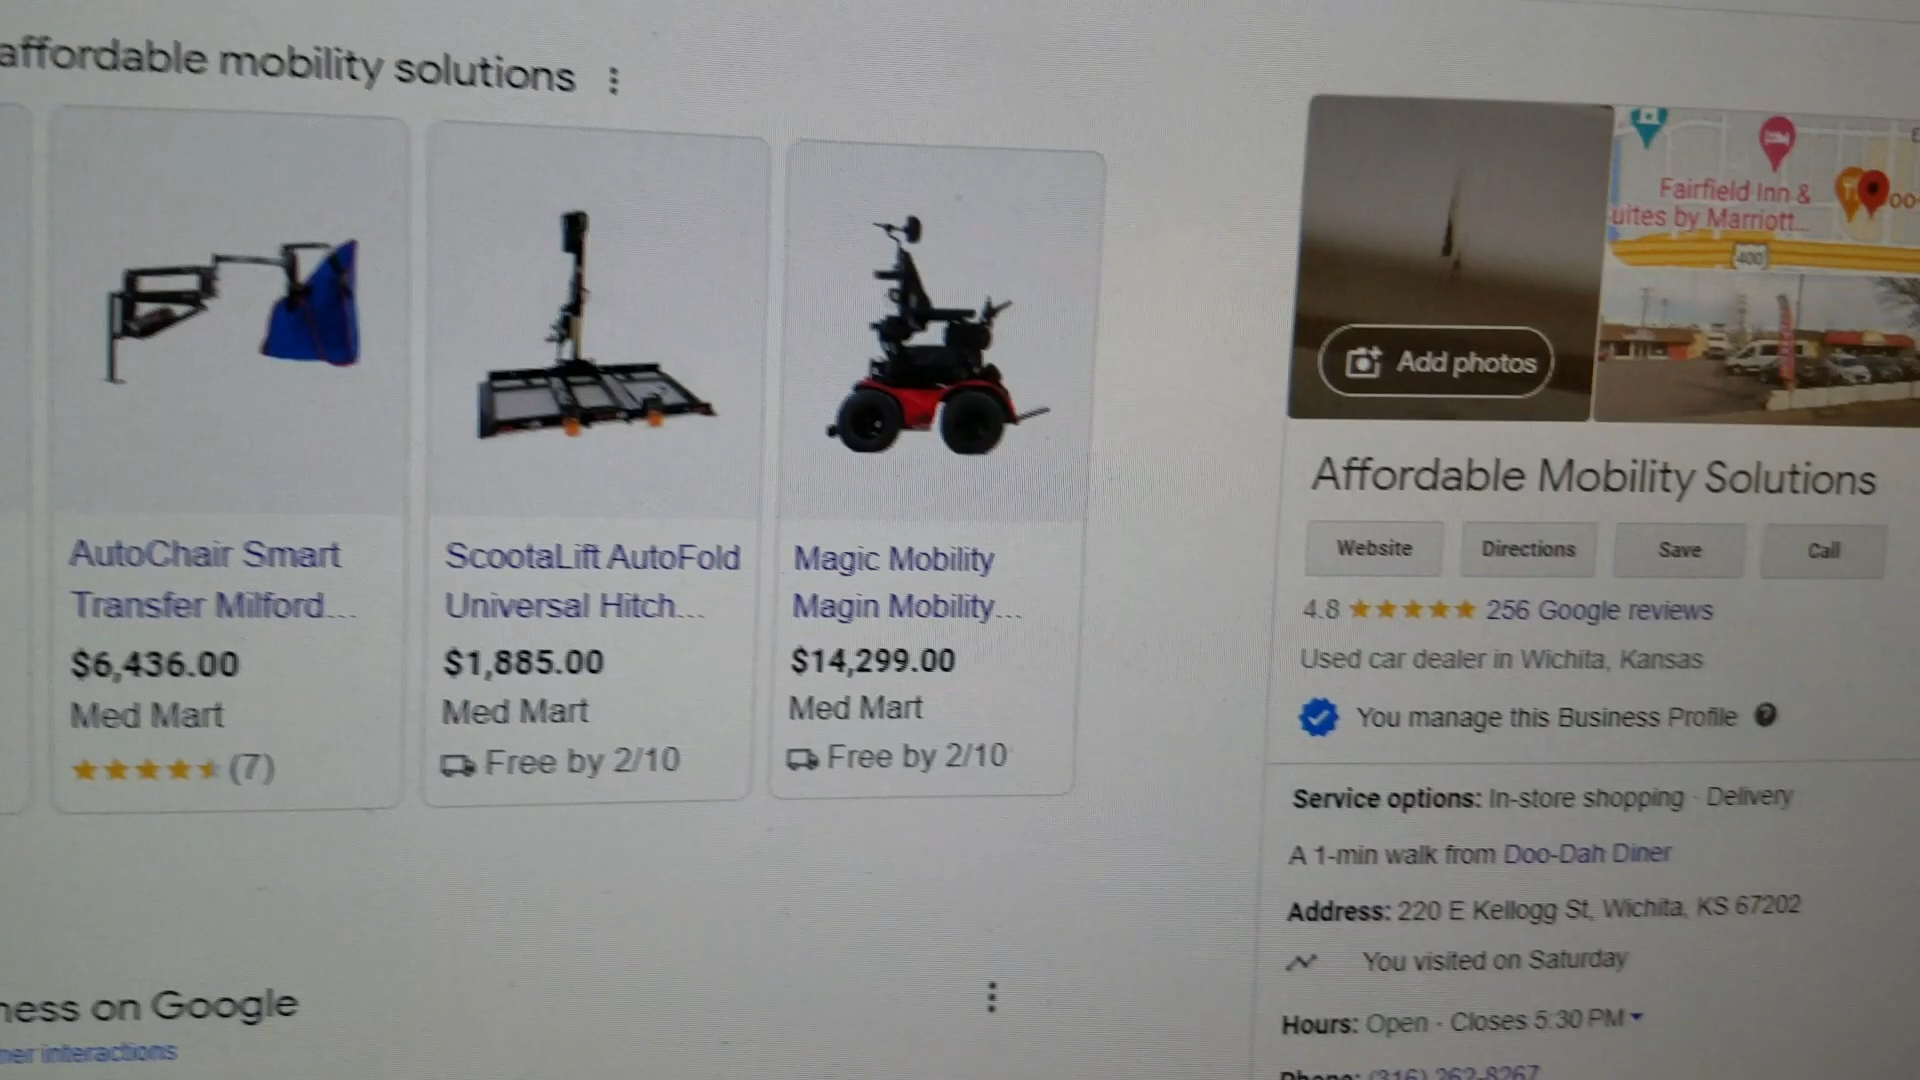 affordable mobility solutions
AutoChair Smart
Transfer Milford...
$6,436.00
Med Mart
(7)
ScootaLift AutoFold
Universal Hitch...
$1,885.00
Med Mart
Free by 2/10
Magic Mobility
Magin Mobility...
$14,299.00
Med Mart
Free by 2/10
ness on Google
ner interactions
Add photos
Fairfield Inn &
uites by Marriott...
400
Affordable Mobility Solutions
Website
Directions
Save
Call
4.8 256 Google reviews
Used car dealer in Wichita, Kansas
You manage this Business Profile
Service options: In-store shopping · Delivery
A 1-min walk from Doo-Dah Diner
Address: 220 E Kellogg St, Wichita, KS 67202
You visited on Saturday
Hours: Open · Closes 5:30 PM
Phone: (316) 262-8267